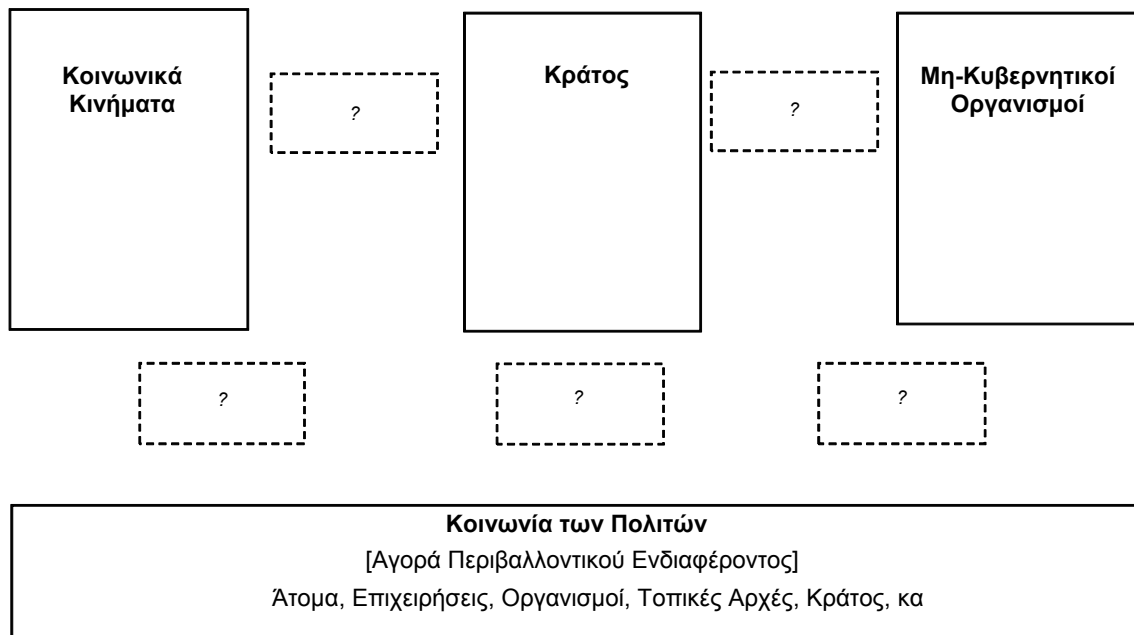 Κοινωνικά
Κινήματα
?
Κράτος
?
Μη-Κυβερνητικοί
Οργανισμοί
?
?
?
Κοινωνία των Πολιτών
[Αγορά Περιβαλλοντικού Ενδιαφέροντος]
Άτομα, Επιχειρήσεις, Οργανισμοί, Τοπικές Αρχές, Κράτος, κα